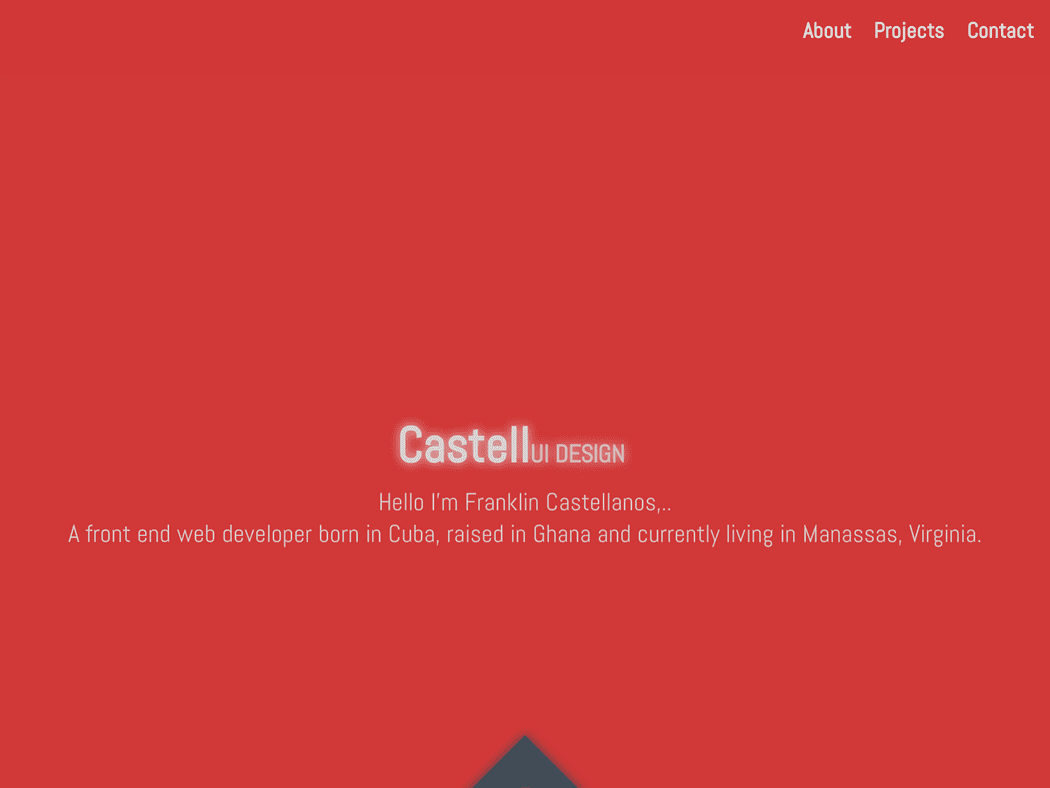 About Projects Contact
CastellUI DESIGN
Hello I'm Franklin Castellanos,..
A front end web developer born in Cuba, raised in Ghana and currently living in Manassas, Virginia.